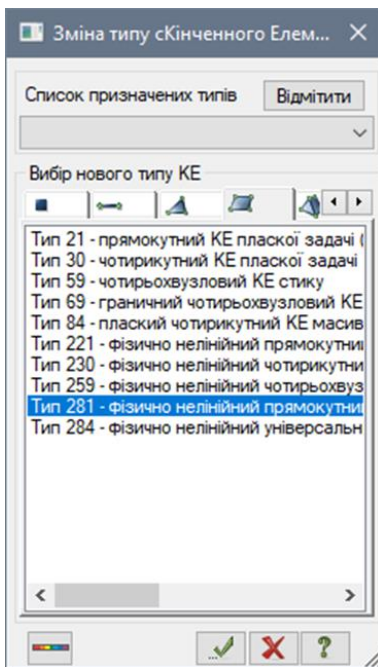 Зміна типу сКінченного Елем...
Список призначених типів
Відмітити
Вибір нового типу КЕ
Тип 21 - прямокутний КЕ пласкої задачі (
Тип 30 - чотирикутний КЕ пласкої задачі
Тип 59 - чотирьохвузловий КЕ стику
Тип 69 - граничний чотирьохвузловий КЕ
Тип 84 - плаский чотирикутний КЕ масив
Тип 221 - фізично нелінійний прямокутни
Тип 230 - фізично нелінійний чотирикутни
Тип 259 - фізично нелінійний чотирьохвуз
Тип 281 - фізично нелінійний прямокутни
Тип 284 - фізично нелінійний універсальн